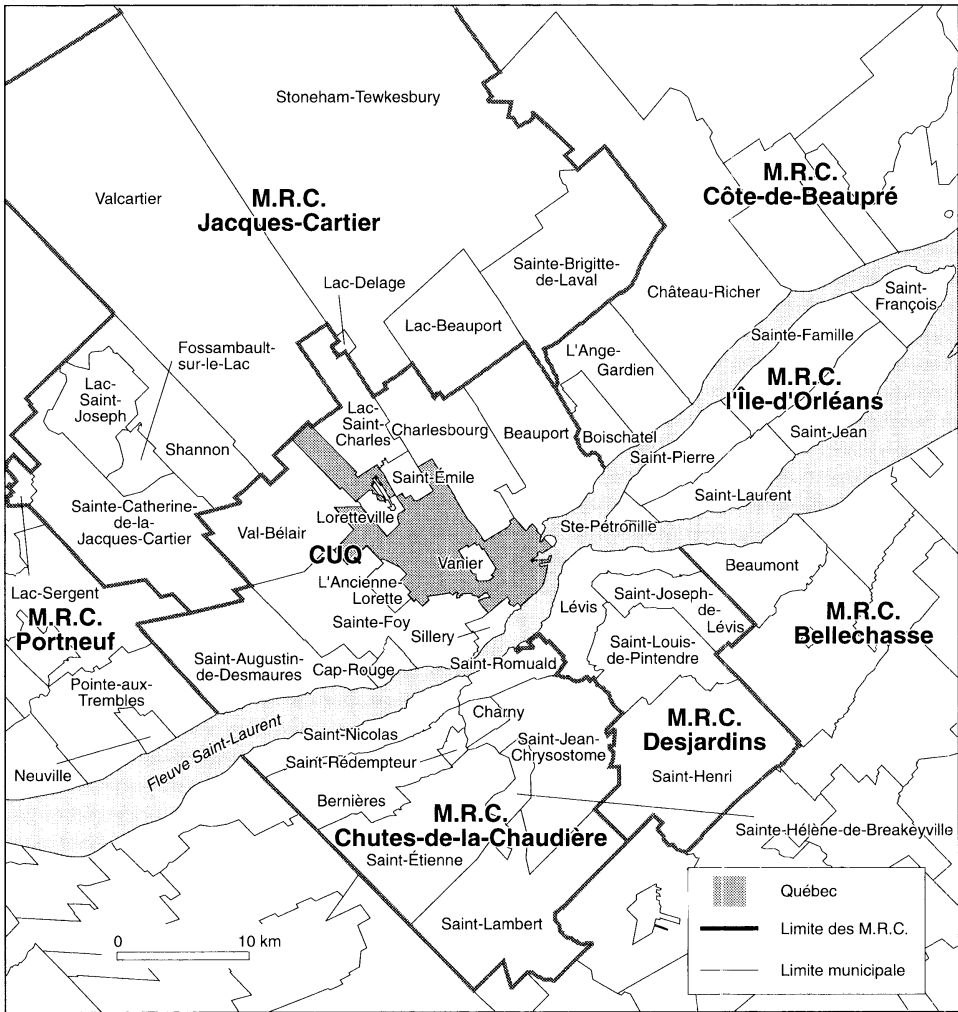 Stoneham-Tewkesbury
M.R.C.
Côte-de-Beaupré
Valcartier
M.R.C.
Jacques-Cartier
Sainte-Brigitte-
de-Laval
Lac-Delage
Château-Richer
Saint-
François
Lac-Beauport
Sainte-Famille
Fossambault-
sur-le-Lac
L'Ange-
Gardien
M.R.C.
l'Île-d'Orléans
Lac-
Saint-
Joseph
Lac-
Saint-
Charles
Charlesbourg
Beauport
Boischatel
Saint-Jean
Shannon
Saint-Pierre
Saint-Émile
Saint-Laurent
Sainte-Catherine-
de-la-
Jacques-Cartier
Loretteville
Ste-Pétronille
Val-Bélair
CUQ
Vanier
Beaumont
L'Ancienne-
Lorette
Lac-Sergent
M.R.C.
Portneuf
Sainte-Foy
Sillery
Lévis
Saint-Joseph-
de-
Lévis
M.R.C.
Bellechasse
Saint-Louis-
de-Pintendre
Saint-Augustin-
de-Desmaures
Cap-Rouge
Saint-Romuald
Pointe-aux-
Trembles
Charny
M.R.C.
Desjardins
Fleuve Saint-Laurent
Saint-Nicolas
Saint-Jean-
Chrysostome
Saint-Rédempteur
Neuville
Saint-Henri
Bernières
M.R.C.
Chutes-de-la-Chaudière
Sainte-Hélène-de-Breakeyville
Saint-Étienne
Saint-Lambert
Québec
Limite des M.R.C.
Limite municipale
0 10 km